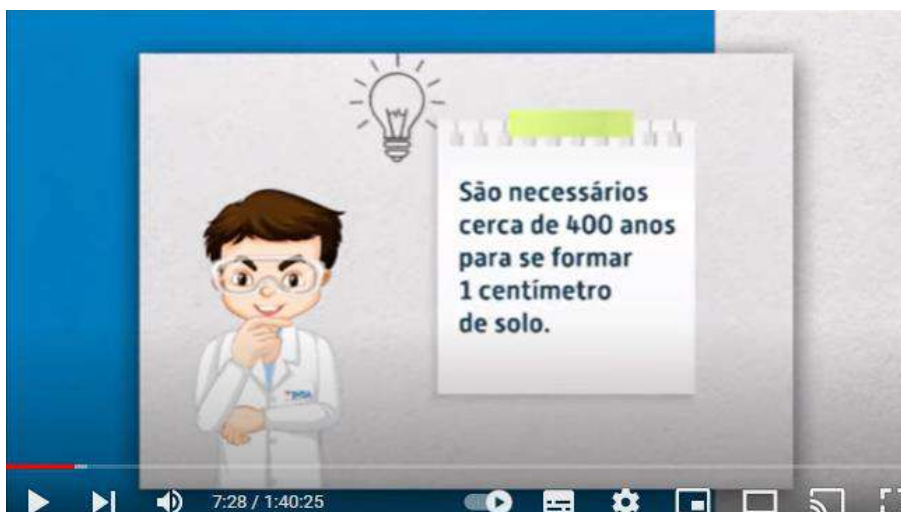 São necessários
cerca de 400 anos
para se formar
1 centímetro
de solo.
7:28 / 1:40:25